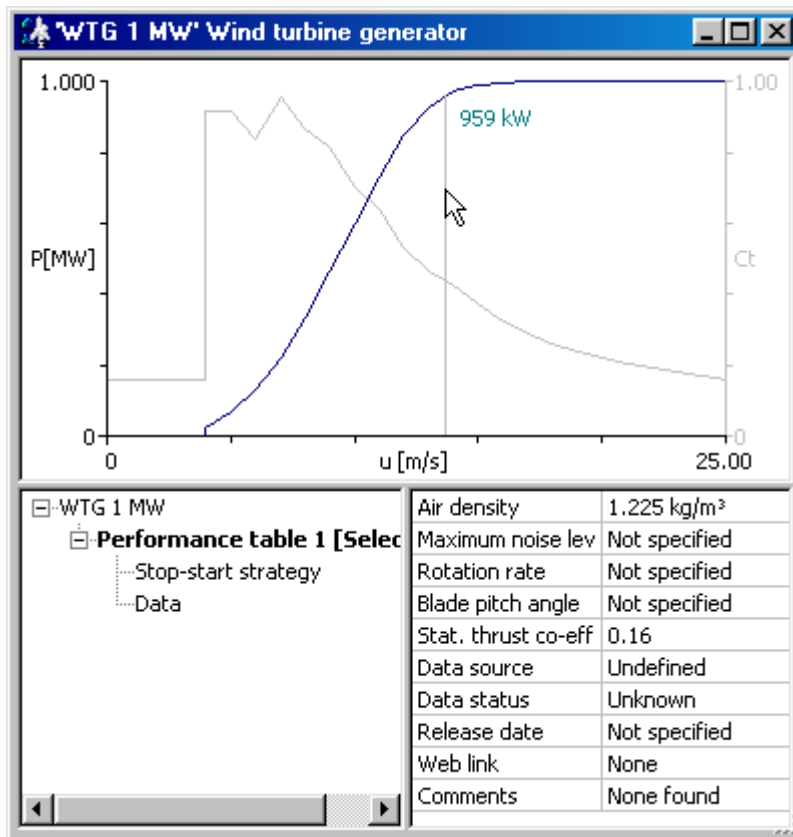 'WTG 1 MW' Wind turbine generator
1.000
1.00
959 kW
P[MW]
Ct
0
0
0
u [m/s]
25.00
WTG 1 MW
Performance table 1 [Selec
Stop-start strategy
Data
Air density 1.225 kg/m³
Maximum noise lev Not specified
Rotation rate Not specified
Blade pitch angle Not specified
Stat. thrust co-eff 0.16
Data source Undefined
Data status Unknown
Release date Not specified
Web link None
Comments None found